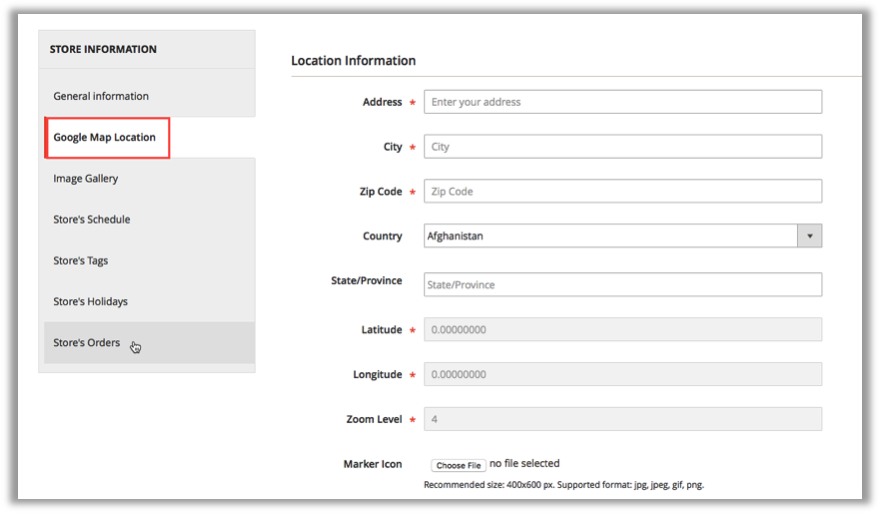 STORE INFORMATION
General information
Google Map Location
Image Gallery
Store's Schedule
Store's Tags
Store's Holidays
Store's Orders
Location Information
Address * Enter your address
City * City
Zip Code * Zip Code
Country Afghanistan
State/Province State/Province
Latitude * 0.00000000
Longitude * 0.00000000
Zoom Level * 4
Marker Icon Choose File no file selected
Recommended size: 400x600 px. Supported format: jpg, jpeg, gif, png.